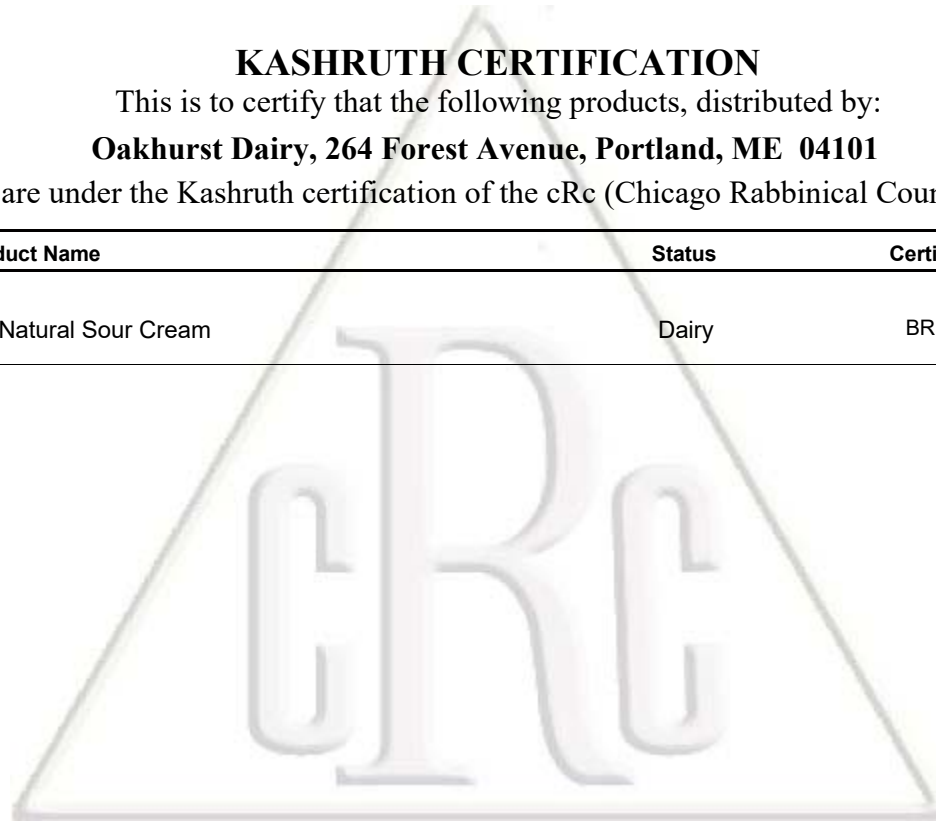 KASHRUTH CERTIFICATION
This is to certify that the following products, distributed by:
Oakhurst Dairy, 264 Forest Avenue, Portland, ME 04101
are under the Kashruth certification of the cRc (Chicago Rabbinical Coun
duct Name Status Certi
Natural Sour Cream Dairy BR
cRc